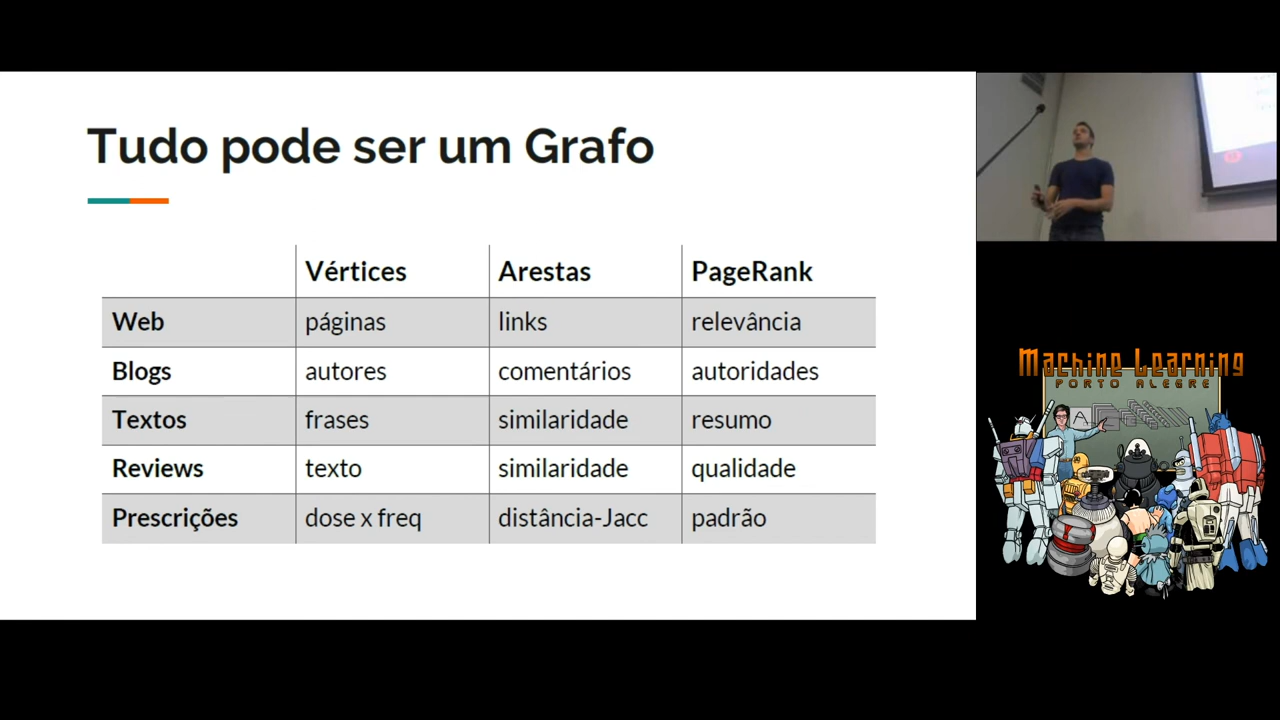 Tudo pode ser um Grafo
Vértices Arestas PageRank
Web páginas links relevância
Blogs autores comentários autoridades
Textos frases similaridade resumo
Reviews texto similaridade qualidade
Prescrições dose x freq distância-Jacc padrão
Machine Learning
PORTO ALEGRE
A